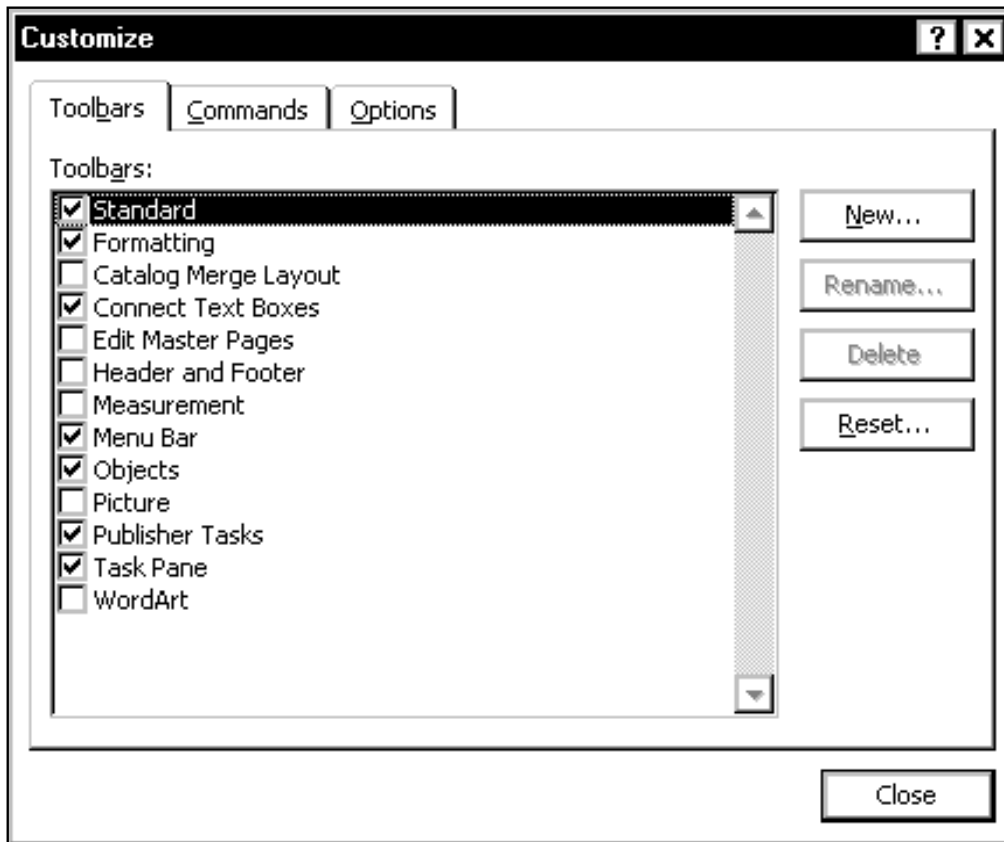 Customize
Toolbars Commands Options
Toolbars:
Standard
Formatting
Catalog Merge Layout
Connect Text Boxes
Edit Master Pages
Header and Footer
Measurement
Menu Bar
Objects
Picture
Publisher Tasks
Task Pane
WordArt
New...
Rename...
Delete
Reset...
Close